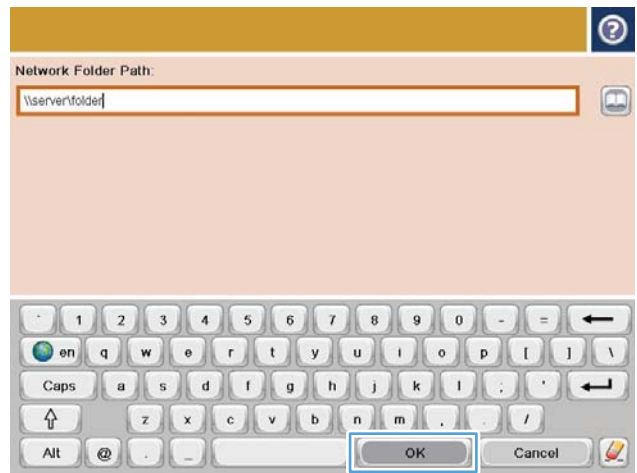 ?
Network Folder Path:
\\server\folder
` 1 2 3 4 5 6 7 8 9 0 - =
en q w e r t y u i o p [ ] \
Caps a s d f g h j k l ; '
z x c v b n m , . /
Alt @ . _ OK Cancel